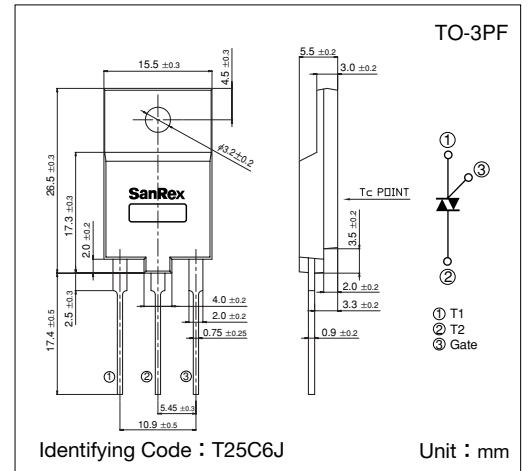 TO-3PF
15.5 ±0.3
4.5 ±0.3
5.5 ±0.2
3.0 ±0.2
φ3.2±0.2
26.5 ±0.3
17.3 ±0.3
2.0 ±0.2
SanRex
Tc POINT
3.5 ±0.2
①
③
②
17.4 ±0.5
2.5 ±0.3
4.0 ±0.2
2.0 ±0.2
0.75 ±0.25
2.0 ±0.2
3.3 ±0.2
0.9 ±0.2
① T1
② T2
③ Gate
①
②
③
5.45 ±0.3
10.9 ±0.5
Identifying Code：T25C6J
Unit：mm